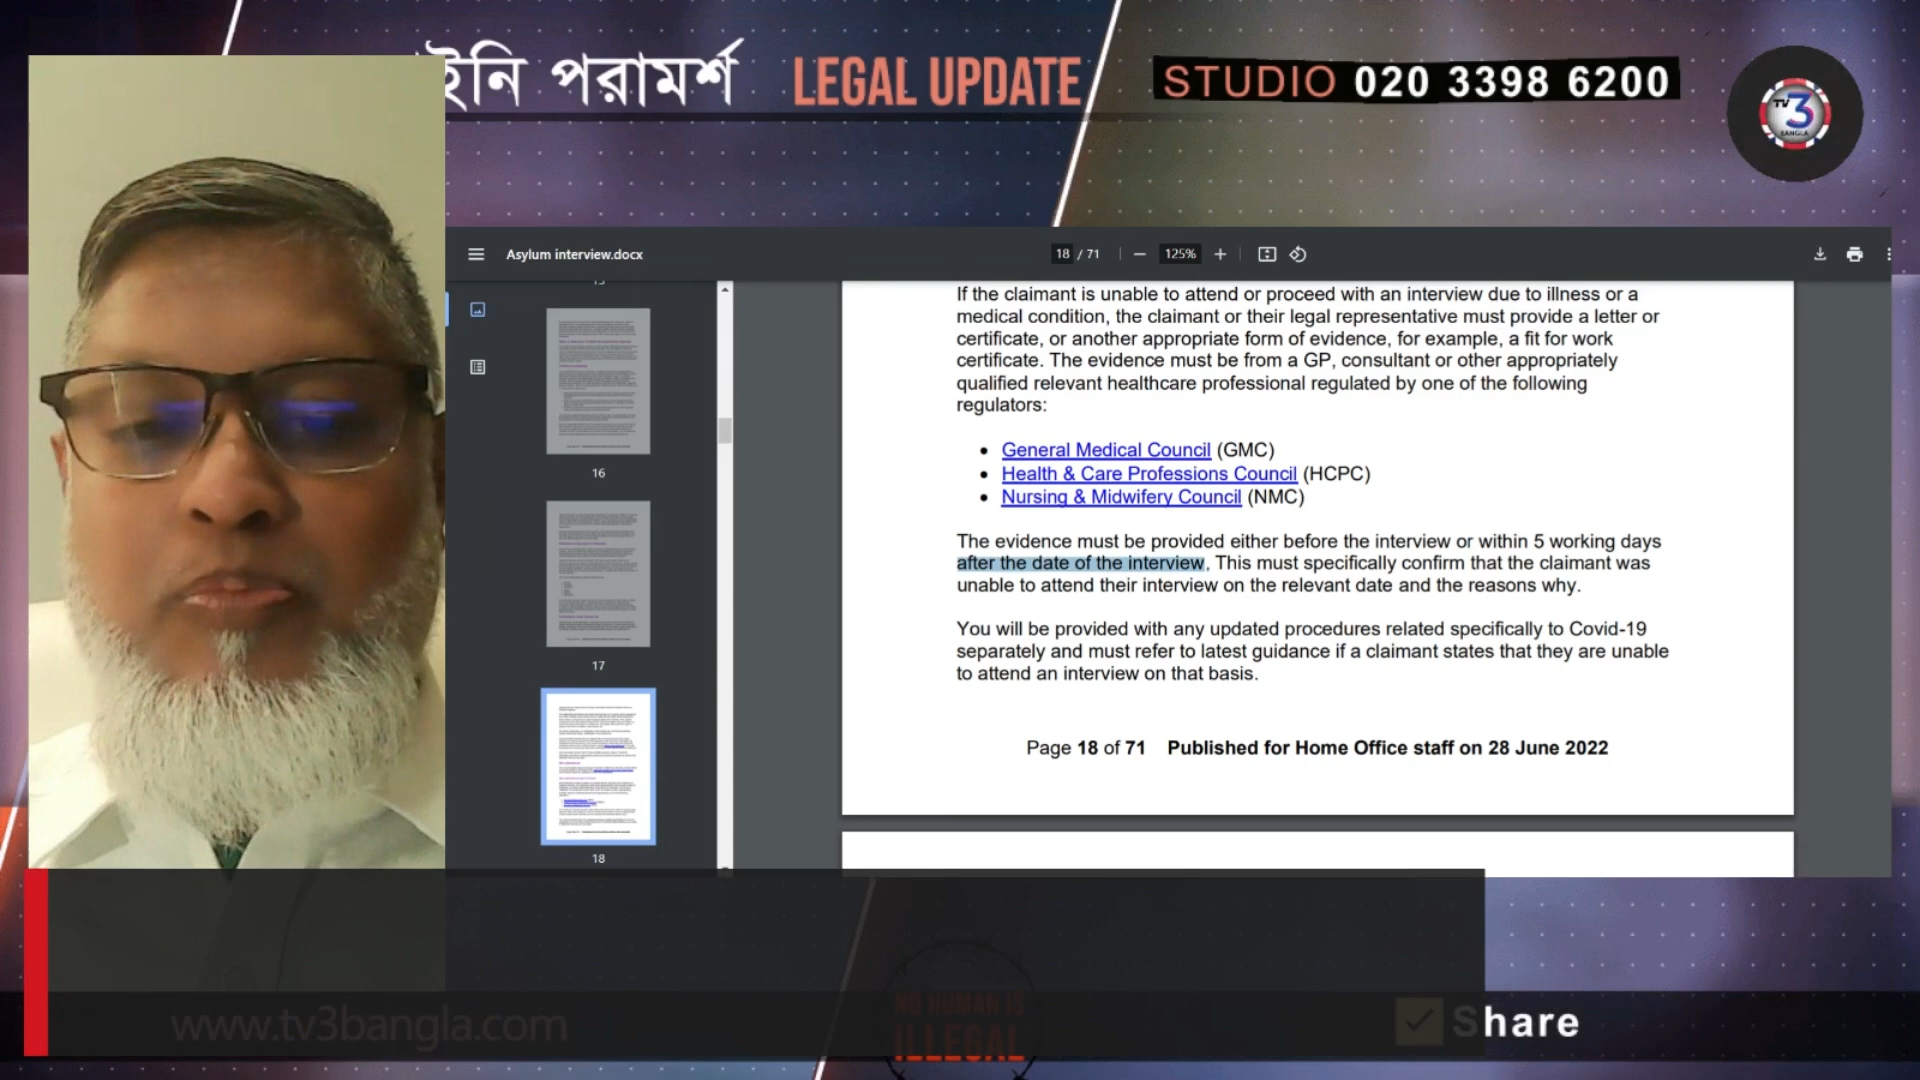 ইনি পরামর্শ LEGAL UPDATE
STUDIO 020 3398 6200
TV 3 BANGLA
Asylum interview.docx
18 / 71
125%
16
17
18
If the claimant is unable to attend or proceed with an interview due to illness or a
medical condition, the claimant or their legal representative must provide a letter or
certificate, or another appropriate form of evidence, for example, a fit for work
certificate. The evidence must be from a GP, consultant or other appropriately
qualified relevant healthcare professional regulated by one of the following
regulators:
• General Medical Council (GMC)
• Health & Care Professions Council (HCPC)
• Nursing & Midwifery Council (NMC)
The evidence must be provided either before the interview or within 5 working days
after the date of the interview. This must specifically confirm that the claimant was
unable to attend their interview on the relevant date and the reasons why.
You will be provided with any updated procedures related specifically to Covid-19
separately and must refer to latest guidance if a claimant states that they are unable
to attend an interview on that basis.
Page 18 of 71 Published for Home Office staff on 28 June 2022
www.tv3bangla.com
NO HUMAN IS
ILLEGAL
Share